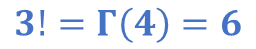 3! = Γ(4) = 6